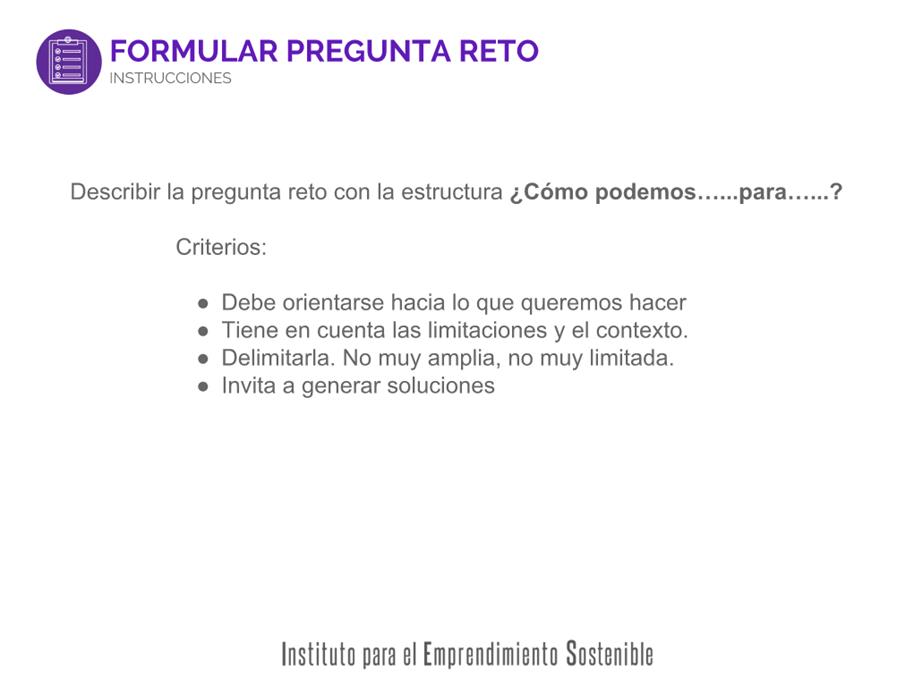 FORMULAR PREGUNTA RETO
INSTRUCCIONES
Describir la pregunta reto con la estructura ¿Cómo podemos…...para…...?
Criterios:
● Debe orientarse hacia lo que queremos hacer
● Tiene en cuenta las limitaciones y el contexto.
● Delimitarla. No muy amplia, no muy limitada.
● Invita a generar soluciones
Instituto para el Emprendimiento Sostenible